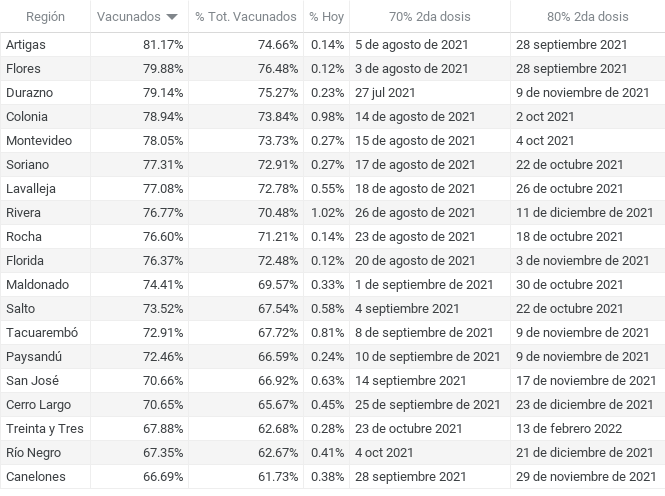 Región Vacunados % Tot. Vacunados % Hoy 70% 2da dosis 80% 2da dosis
Artigas 81.17% 74.66% 0.14% 5 de agosto de 2021 28 septiembre 2021
Flores 79.88% 76.48% 0.12% 3 de agosto de 2021 28 septiembre 2021
Durazno 79.14% 75.27% 0.23% 27 jul 2021 9 de noviembre de 2021
Colonia 78.94% 73.84% 0.98% 14 de agosto de 2021 2 oct 2021
Montevideo 78.05% 73.73% 0.27% 15 de agosto de 2021 4 oct 2021
Soriano 77.31% 72.91% 0.27% 17 de agosto de 2021 22 de octubre 2021
Lavalleja 77.08% 72.78% 0.55% 18 de agosto de 2021 26 de octubre 2021
Rivera 76.77% 70.48% 1.02% 26 de agosto de 2021 11 de diciembre de 2021
Rocha 76.60% 71.21% 0.14% 23 de agosto de 2021 18 de octubre 2021
Florida 76.37% 72.48% 0.12% 20 de agosto de 2021 3 de noviembre de 2021
Maldonado 74.41% 69.57% 0.33% 1 de septiembre de 2021 30 de octubre 2021
Salto 73.52% 67.54% 0.58% 4 septiembre 2021 22 de octubre 2021
Tacuarembó 72.91% 67.72% 0.81% 8 de septiembre de 2021 9 de noviembre de 2021
Paysandú 72.46% 66.59% 0.24% 10 de septiembre de 2021 9 de noviembre de 2021
San José 70.66% 66.92% 0.63% 14 septiembre 2021 17 de noviembre de 2021
Cerro Largo 70.65% 65.67% 0.45% 25 de septiembre de 2021 23 de diciembre de 2021
Treinta y Tres 67.88% 62.68% 0.28% 23 de octubre 2021 13 de febrero 2022
Río Negro 67.35% 62.67% 0.41% 4 oct 2021 21 de diciembre de 2021
Canelones 66.69% 61.73% 0.38% 28 septiembre 2021 29 de noviembre de 2021